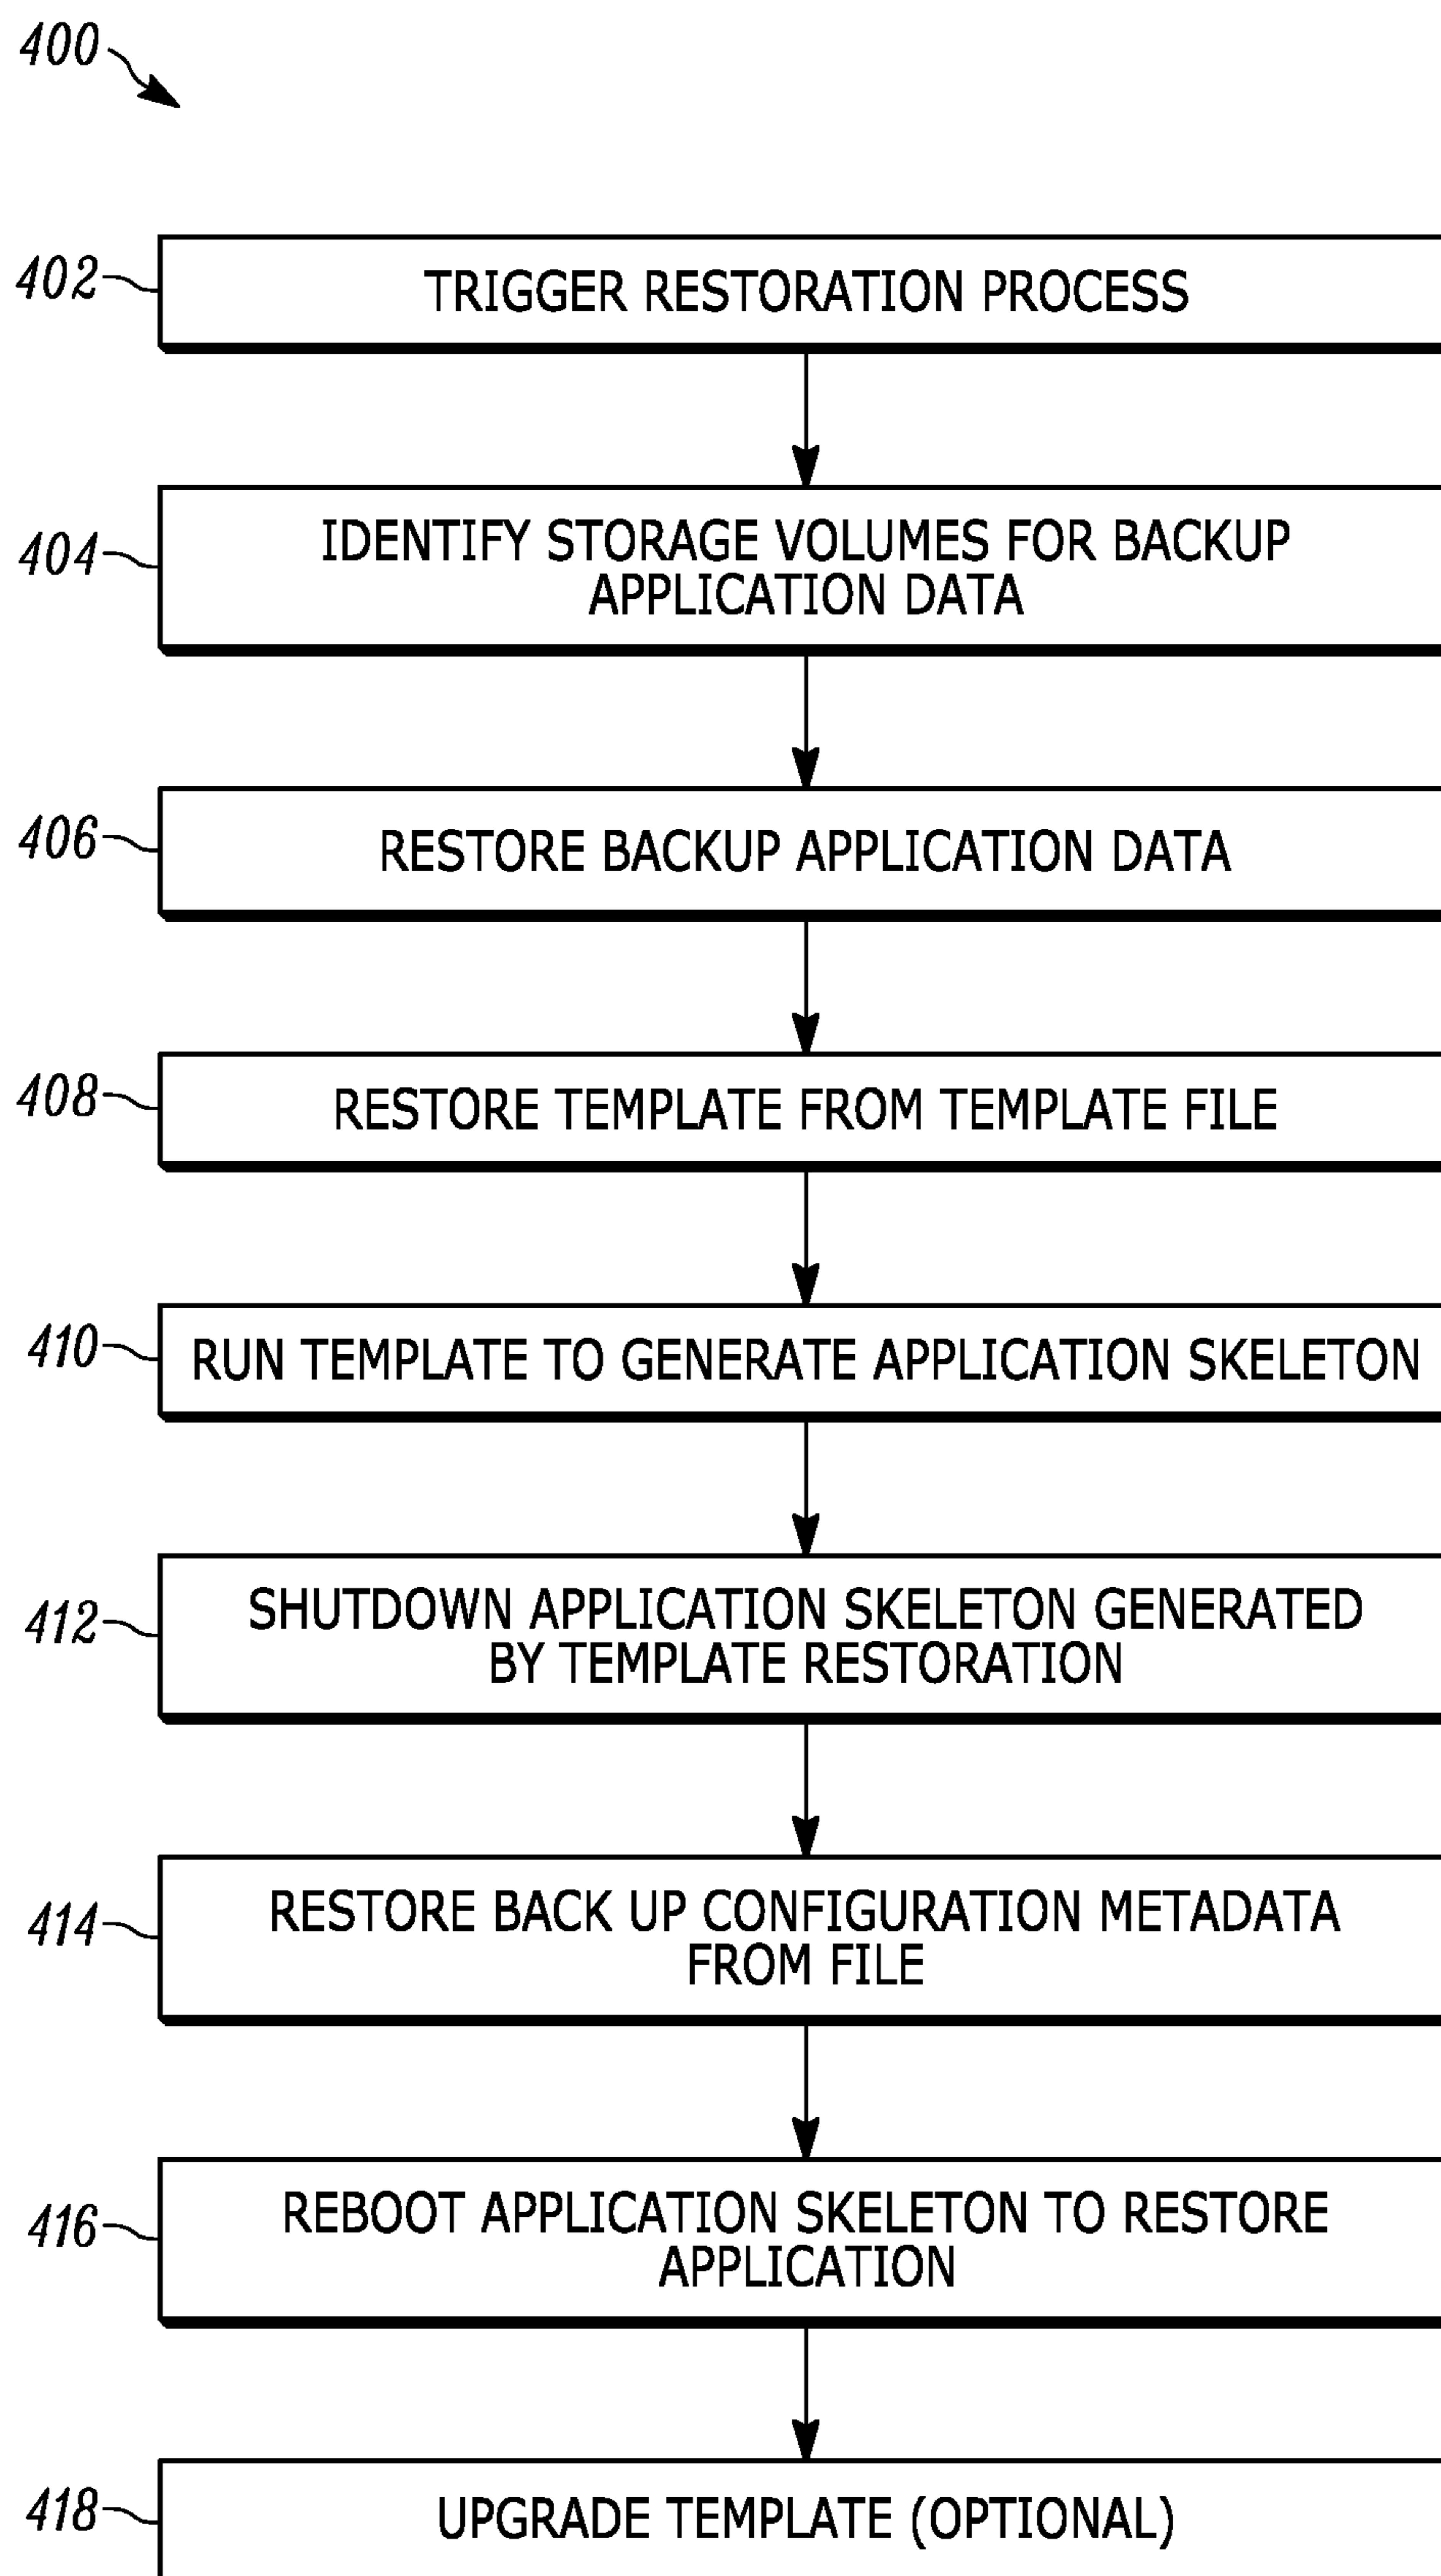 400
402
TRIGGER RESTORATION PROCESS
404
IDENTIFY STORAGE VOLUMES FOR BACKUP
APPLICATION DATA
406
RESTORE BACKUP APPLICATION DATA
408
RESTORE TEMPLATE FROM TEMPLATE FILE
410
RUN TEMPLATE TO GENERATE APPLICATION SKELETON
412
SHUTDOWN APPLICATION SKELETON GENERATED
BY TEMPLATE RESTORATION
414
RESTORE BACK UP CONFIGURATION METADATA
FROM FILE
416
REBOOT APPLICATION SKELETON TO RESTORE
APPLICATION
418
UPGRADE TEMPLATE (OPTIONAL)